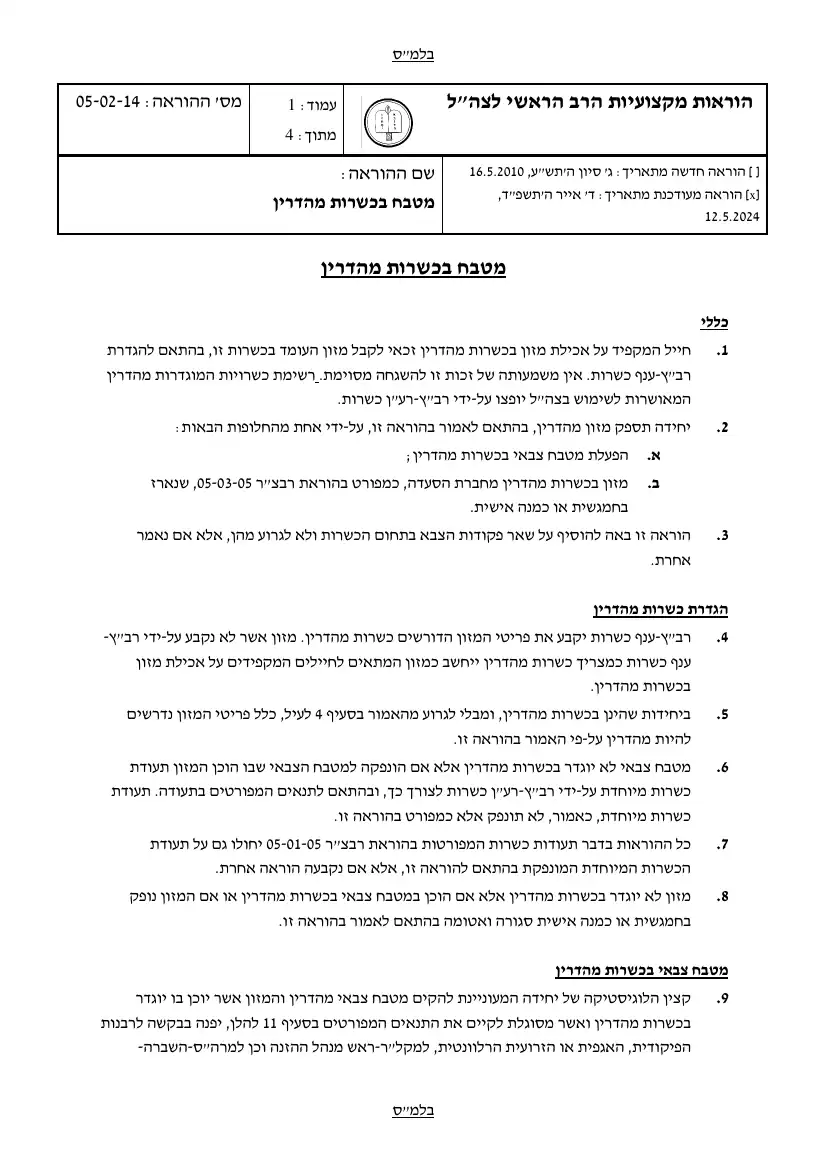 בלמ"ס
הוראות מקצועיות הרב הראשי לצה"ל
עמוד: 1
מתוך: 4
מס' ההוראה: 05-02-14
[ ] הוראה חדשה מתאריך: ג' סיון ה'תש"ע, 16.5.2010
[x] הוראה מעודכנת מתאריך: ד' אייר ה'תשפ"ד,
12.5.2024
שם ההוראה:
מטבח בכשרות מהדרין
מטבח בכשרות מהדרין
כללי
1. חייל המקפיד על אכילת מזון בכשרות מהדרין זכאי לקבל מזון העומד בכשרות זו, בהתאם להגדרת
רב"ץ-ענף כשרות. אין משמעותה של זכות זו להשגחה מסוימת. רשימת כשרויות המוגדרות מהדרין
המאושרות לשימוש בצה"ל יופצו על-ידי רב"ץ-רע"ן כשרות.
2. יחידה תספק מזון מהדרין, בהתאם לאמור בהוראה זו, על-ידי אחת מהחלופות הבאות:
א. הפעלת מטבח צבאי בכשרות מהדרין;
ב. מזון בכשרות מהדרין מחברת הסעדה, כמפורט בהוראת רבצ"ר 05-03-05, שנארז
בחמגשית או כמנה אישית.
3. הוראה זו באה להוסיף על שאר פקודות הצבא בתחום הכשרות ולא לגרוע מהן, אלא אם נאמר
אחרת.
הגדרת כשרות מהדרין
4. רב"ץ-ענף כשרות יקבע את פריטי המזון הדורשים כשרות מהדרין. מזון אשר לא נקבע על-ידי רב"ץ-
ענף כשרות כמצריך כשרות מהדרין ייחשב כמזון המתאים לחיילים המקפידים על אכילת מזון
בכשרות מהדרין.
5. ביחידות שהינן בכשרות מהדרין, ומבלי לגרוע מהאמור בסעיף 4 לעיל, כלל פריטי המזון נדרשים
להיות מהדרין על-פי האמור בהוראה זו.
6. מטבח צבאי לא יוגדר בכשרות מהדרין אלא אם הונפקה למטבח הצבאי שבו הוכן המזון תעודת
כשרות מיוחדת על-ידי רב"ץ-רע"ן כשרות לצורך כך, ובהתאם לתנאים המפורטים בתעודה. תעודת
כשרות מיוחדת, כאמור, לא תונפק אלא כמפורט בהוראה זו.
7. כל ההוראות בדבר תעודות כשרות המפורטות בהוראת רבצ"ר 05-01-05 יחולו גם על תעודת
הכשרות המיוחדת המונפקת בהתאם להוראה זו, אלא אם נקבעה הוראה אחרת.
8. מזון לא יוגדר בכשרות מהדרין אלא אם הוכן במטבח צבאי בכשרות מהדרין או אם המזון נופק
בחמגשית או כמנה אישית סגורה ואטומה בהתאם לאמור בהוראה זו.
מטבח צבאי בכשרות מהדרין
9. קצין הלוגיסטיקה של יחידה המעוניינת להקים מטבח צבאי מהדרין והמזון אשר יוכן בו יוגדר
בכשרות מהדרין ואשר מסוגלת לקיים את התנאים המפורטים בסעיף 11 להלן, יפנה בבקשה לרבנות
הפיקודית, האגפית או הזרועית הרלוונטית, למקל"ר-ראש מנהל ההזנה וכן למרה"ס-השברה-
בלמ"ס